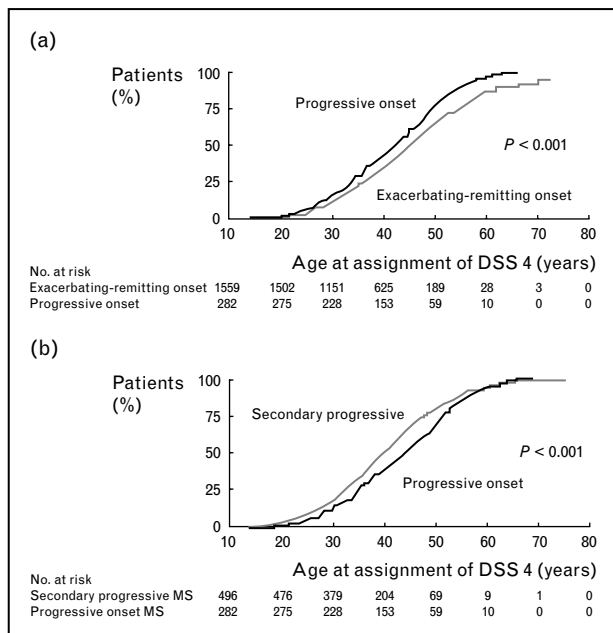 (a)
Patients
(%)
100
75
50
25
0
Progressive onset
P < 0.001
Exacerbating-remitting onset
10 20 30 40 50 60 70 80
Age at assignment of DSS 4 (years)
No. at risk
Exacerbating-remitting onset 1559 1502 1151 625 189 28 3 0
Progressive onset 282 275 228 153 59 10 0 0
(b)
Patients
(%)
100
75
50
25
0
Secondary progressive
P < 0.001
Progressive onset
10 20 30 40 50 60 70 80
Age at assignment of DSS 4 (years)
No. at risk
Secondary progressive MS 496 476 379 204 69 9 1 0
Progressive onset MS 282 275 228 153 59 10 0 0